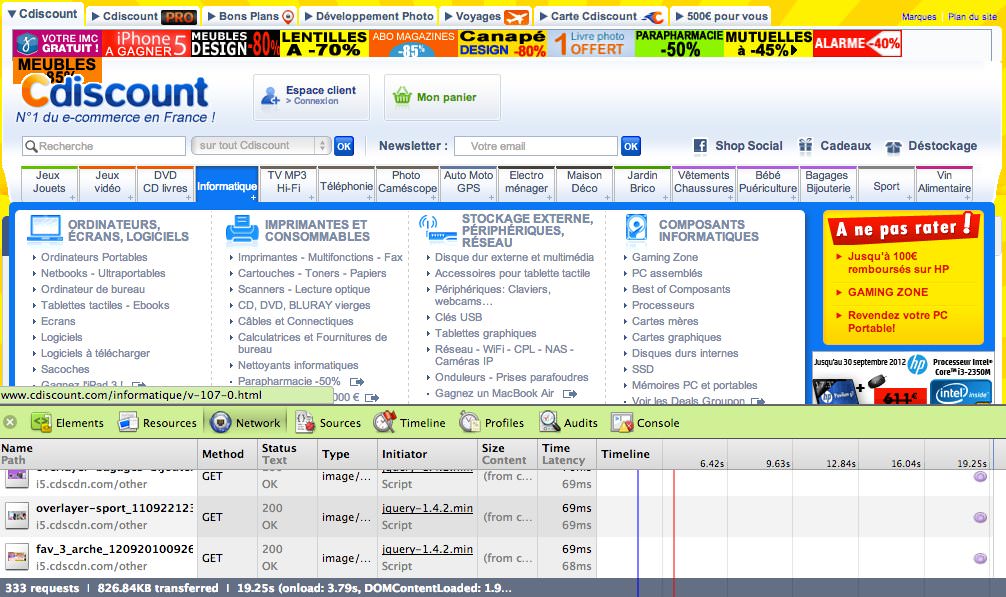 Cdiscount
Cdiscount PRO
Bons Plans
Développement Photo
Voyages
Carte Cdiscount
500€ pour vous
Marques | Plan du site
VOTRE IMC GRATUIT !
iPhone 5 A GAGNER
MEUBLES DESIGN -80%
LENTILLES A -70%
ABO MAGAZINES -85%
Canapé DESIGN -80%
1 Livre photo OFFERT
PARAPHARMACIE -50%
MUTUELLES à -45%
ALARME -40%
MEUBLES
85%
Cdiscount
N°1 du e-commerce en France !
Espace client
> Connexion
Mon panier
Recherche
sur tout Cdiscount
OK
Newsletter :
Votre email
OK
Shop Social
Cadeaux
Déstockage
Jeux Jouets
Jeux vidéo
DVD CD livres
Informatique
TV MP3 Hi-Fi
Téléphonie
Photo Caméscope
Auto Moto GPS
Electro ménager
Maison Déco
Jardin Brico
Vêtements Chaussures
Bébé Puériculture
Bagages Bijouterie
Sport
Vin Alimentaire
ORDINATEURS,
ÉCRANS, LOGICIELS
Ordinateurs Portables
Netbooks - Ultraportables
Ordinateur de bureau
Tablettes tactiles - Ebooks
Ecrans
Logiciels
Logiciels à télécharger
Sacoches
Gagnez l'iPad 3 !
IMPRIMANTES ET
CONSOMMABLES
Imprimantes - Multifonctions - Fax
Cartouches - Toners - Papiers
Scanners - Lecture optique
CD, DVD, BLURAY vierges
Câbles et Connectiques
Calculatrices et Fournitures de
bureau
Nettoyants informatiques
Parapharmacie -50%
000 €
STOCKAGE EXTERNE,
PÉRIPHÉRIQUES,
RÉSEAU
Disque dur externe et multimédia
Accessoires pour tablette tactile
Périphériques: Claviers,
webcams...
Clés USB
Tablettes graphiques
Réseau - WiFi - CPL - NAS -
Caméras IP
Onduleurs - Prises parafoudres
Gagnez un MacBook Air
COMPOSANTS
INFORMATIQUES
Gaming Zone
PC assemblés
Best of Composants
Processeurs
Cartes mères
Cartes graphiques
Disques durs internes
SSD
Mémoires PC et portables
Voir les Deals Groupon
A ne pas rater !
Jusqu'à 100€
remboursés sur HP
GAMING ZONE
Revendez votre PC
Portable!
Jusqu'au 30 septembre 2012
hp
Processeur Intel®
Core™ i3-2350M
611€
intel inside
www.cdiscount.com/informatique/v-107-0.html
Elements
Resources
Network
Sources
Timeline
Profiles
Audits
Console
Name
Path
Method
Status
Text
Type
Initiator
Size
Content
Time
Latency
Timeline
6.42s
9.63s
12.84s
16.04s
19.25s
i5.cdscdn.com/other
GET
OK
image/...
jquery-1.4.2.min
Script
(from c...
69ms
overlayer-sport_110922123
i5.cdscdn.com/other
GET
200
OK
image/...
jquery-1.4.2.min
Script
(from c...
69ms
69ms
fav_3_arche_120920100926
i5.cdscdn.com/other
GET
200
OK
image/...
jquery-1.4.2.min
Script
(from c...
69ms
68ms
333 requests | 826.84KB transferred | 19.25s (onload: 3.79s, DOMContentLoaded: 1.9...